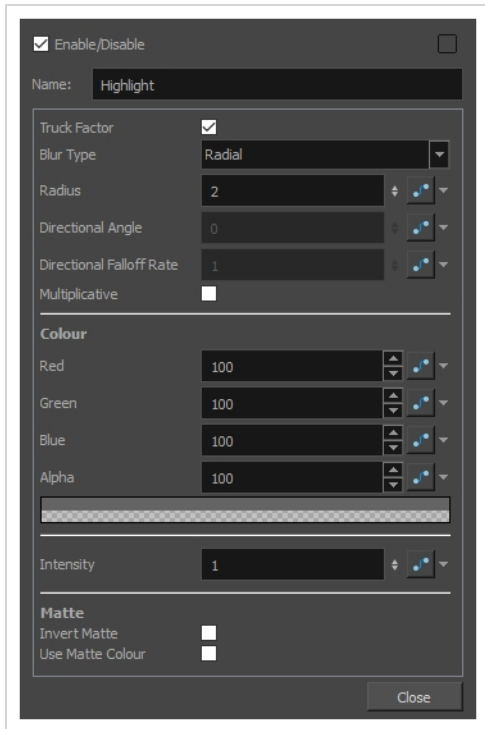 Enable/Disable
Name: Highlight
Truck Factor
Blur Type Radial
Radius 2
Directional Angle 0
Directional Falloff Rate 1
Multiplicative
Colour
Red 100
Green 100
Blue 100
Alpha 100
Intensity 1
Matte
Invert Matte
Use Matte Colour
Close